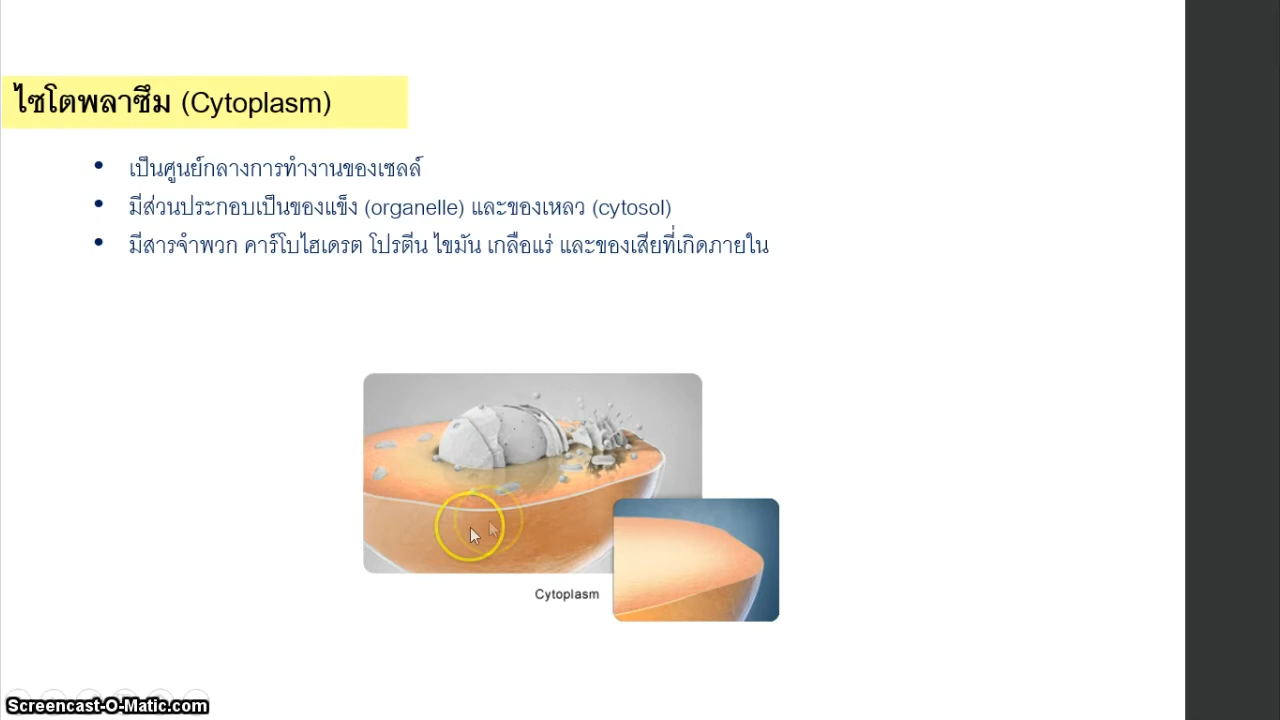 ไซโตพลาซึม (Cytoplasm)
• เป็นศูนย์กลางการทำงานของเซลล์
• มีส่วนประกอบเป็นของแข็ง (organelle) และของเหลว (cytosol)
• มีสารจำพวก คาร์โบไฮเดรต โปรตีน ไขมัน เกลือแร่ และของเสียที่เกิดภายใน
Cytoplasm
Screencast-O-Matic.com